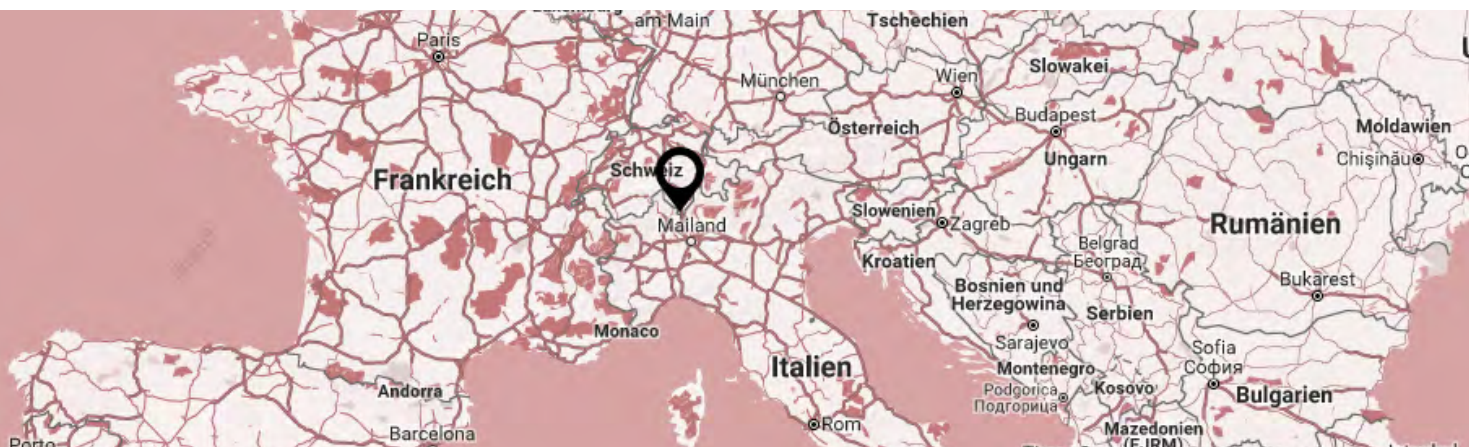 am Main
Tschechien
Paris
München
Wien
Slowakei
Budapest
Österreich
Moldawien
Chișinău
Ungarn
Schweiz
Frankreich
Slowenien
Zagreb
Mailand
Rumänien
Belgrad
Београд
Kroatien
Bosnien und
Herzegowina
Bukarest
Serbien
Monaco
Sarajevo
Sofia
София
Italien
Montenegro
Podgorica
Подгорица
Kosovo
Andorra
Bulgarien
Rom
Barcelona
Mazedonien
(FJRM)
Porto